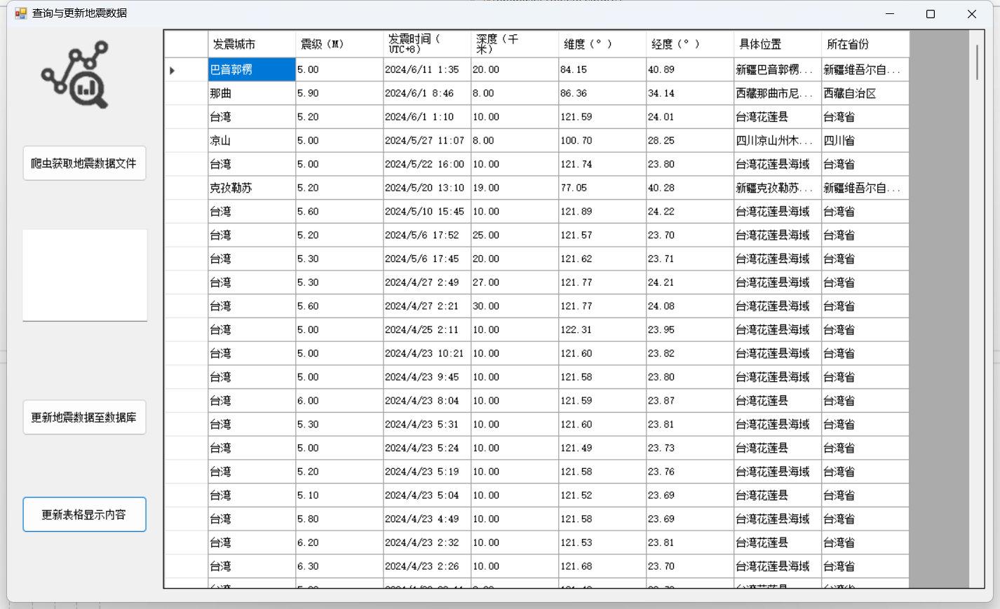 查询与更新地震数据
爬虫获取地震数据文件
更新地震数据至数据库
更新表格显示内容
发震城市 震级（M） 发震时间（UTC+8） 深度（千米） 维度（°） 经度（°） 具体位置 所在省份
巴音郭楞 5.00 2024/6/11 1:35 20.00 84.15 40.89 新疆巴音郭楞... 新疆维吾尔自...
那曲 5.90 2024/6/1 8:46 8.00 86.36 34.14 西藏那曲市尼... 西藏自治区
台湾 5.20 2024/6/1 1:10 10.00 121.59 24.01 台湾花莲县 台湾省
凉山 5.00 2024/5/27 11:07 8.00 100.70 28.25 四川凉山州木... 四川省
台湾 5.00 2024/5/22 16:00 10.00 121.74 23.80 台湾花莲县海域 台湾省
克孜勒苏 5.20 2024/5/20 13:10 19.00 77.05 40.28 新疆克孜勒苏... 新疆维吾尔自...
台湾 5.60 2024/5/10 15:45 10.00 121.89 24.22 台湾花莲县海域 台湾省
台湾 5.20 2024/5/6 17:52 25.00 121.57 23.70 台湾花莲县海域 台湾省
台湾 5.30 2024/5/6 17:45 20.00 121.62 23.71 台湾花莲县海域 台湾省
台湾 5.30 2024/4/27 2:49 27.00 121.77 24.21 台湾花莲县海域 台湾省
台湾 5.60 2024/4/27 2:21 30.00 121.77 24.08 台湾花莲县海域 台湾省
台湾 5.00 2024/4/25 2:11 10.00 122.31 23.95 台湾花莲县海域 台湾省
台湾 5.00 2024/4/23 10:21 10.00 121.60 23.82 台湾花莲县海域 台湾省
台湾 5.00 2024/4/23 9:45 10.00 121.58 23.80 台湾花莲县海域 台湾省
台湾 6.00 2024/4/23 8:04 10.00 121.59 23.87 台湾花莲县 台湾省
台湾 5.30 2024/4/23 5:31 10.00 121.60 23.81 台湾花莲县海域 台湾省
台湾 5.00 2024/4/23 5:24 10.00 121.49 23.73 台湾花莲县 台湾省
台湾 5.20 2024/4/23 5:19 10.00 121.58 23.76 台湾花莲县海域 台湾省
台湾 5.10 2024/4/23 5:04 10.00 121.52 23.69 台湾花莲县 台湾省
台湾 5.80 2024/4/23 4:49 10.00 121.58 23.69 台湾花莲县海域 台湾省
台湾 6.20 2024/4/23 2:32 10.00 121.53 23.81 台湾花莲县 台湾省
台湾 6.30 2024/4/23 2:26 10.00 121.68 23.70 台湾花莲县海域 台湾省